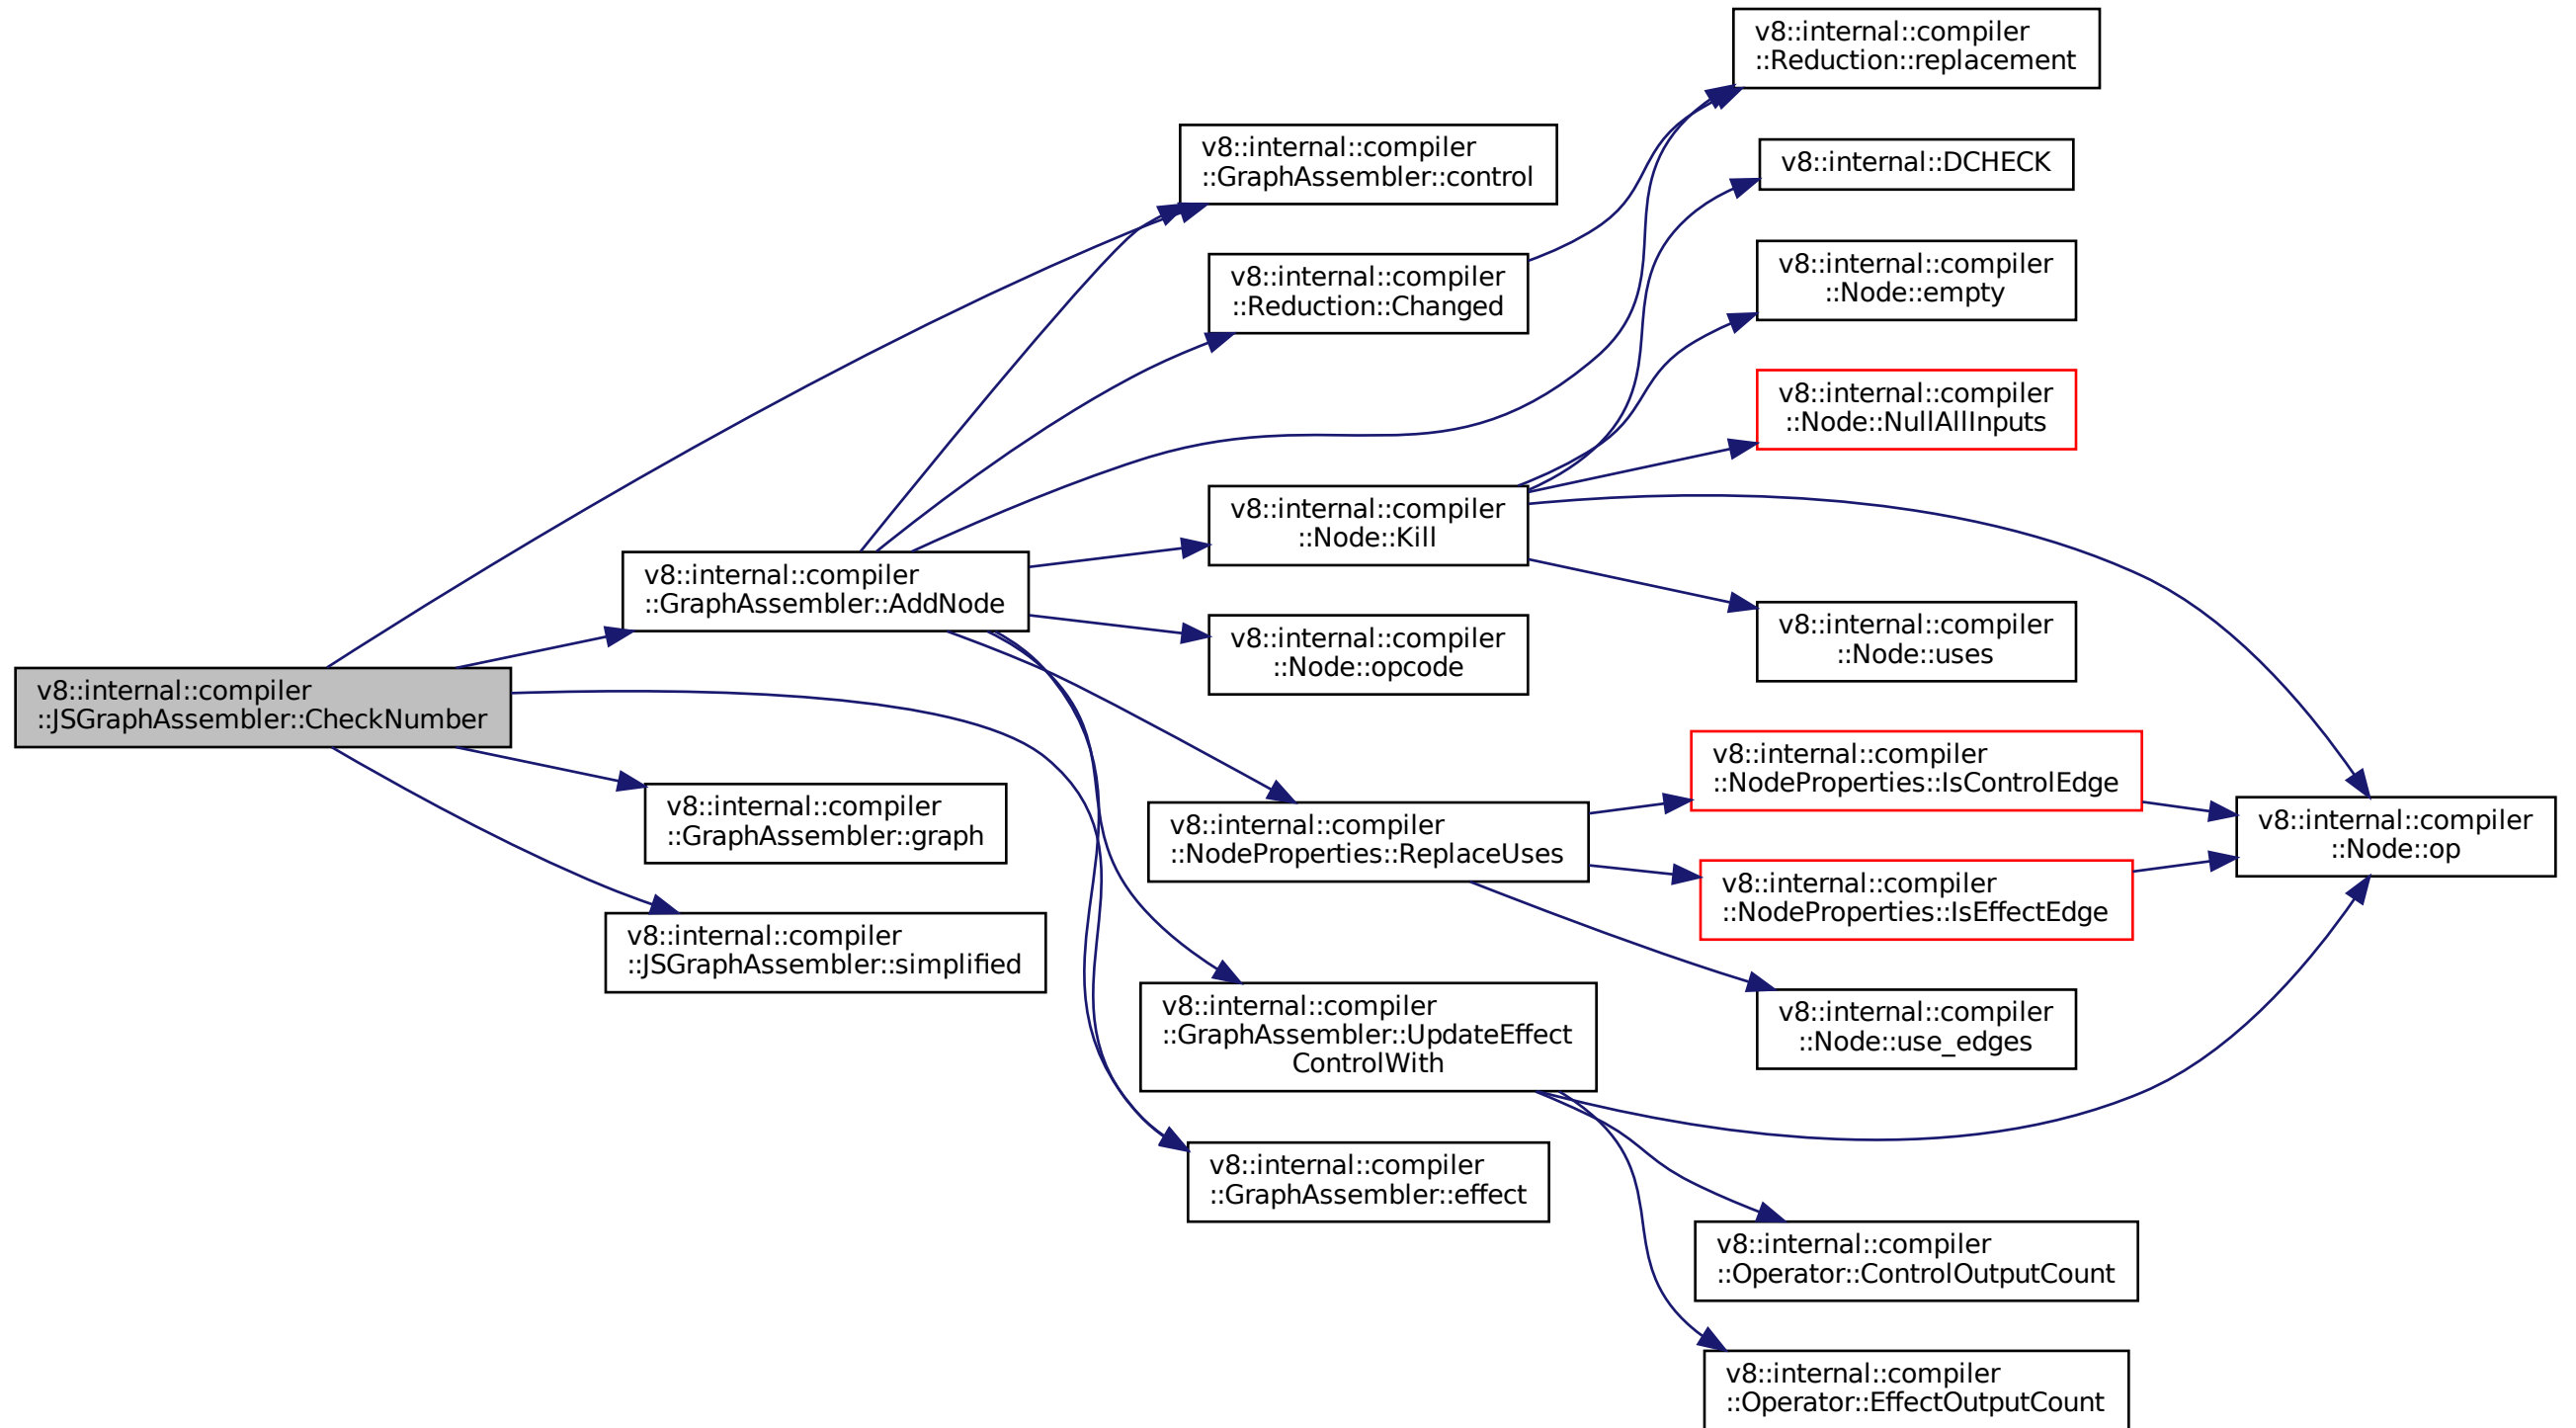 v8::internal::compiler
::JSGraphAssembler::CheckNumber
v8::internal::compiler
::GraphAssembler::AddNode
v8::internal::compiler
::GraphAssembler::graph
v8::internal::compiler
::JSGraphAssembler::simplified
v8::internal::compiler
::GraphAssembler::control
v8::internal::compiler
::Reduction::Changed
v8::internal::compiler
::Node::Kill
v8::internal::compiler
::Node::opcode
v8::internal::compiler
::NodeProperties::ReplaceUses
v8::internal::compiler
::GraphAssembler::UpdateEffect
ControlWith
v8::internal::compiler
::GraphAssembler::effect
v8::internal::compiler
::Reduction::replacement
v8::internal::DCHECK
v8::internal::compiler
::Node::empty
v8::internal::compiler
::Node::NullAllInputs
v8::internal::compiler
::Node::uses
v8::internal::compiler
::NodeProperties::IsControlEdge
v8::internal::compiler
::NodeProperties::IsEffectEdge
v8::internal::compiler
::Node::use_edges
v8::internal::compiler
::Operator::ControlOutputCount
v8::internal::compiler
::Operator::EffectOutputCount
v8::internal::compiler
::Node::op